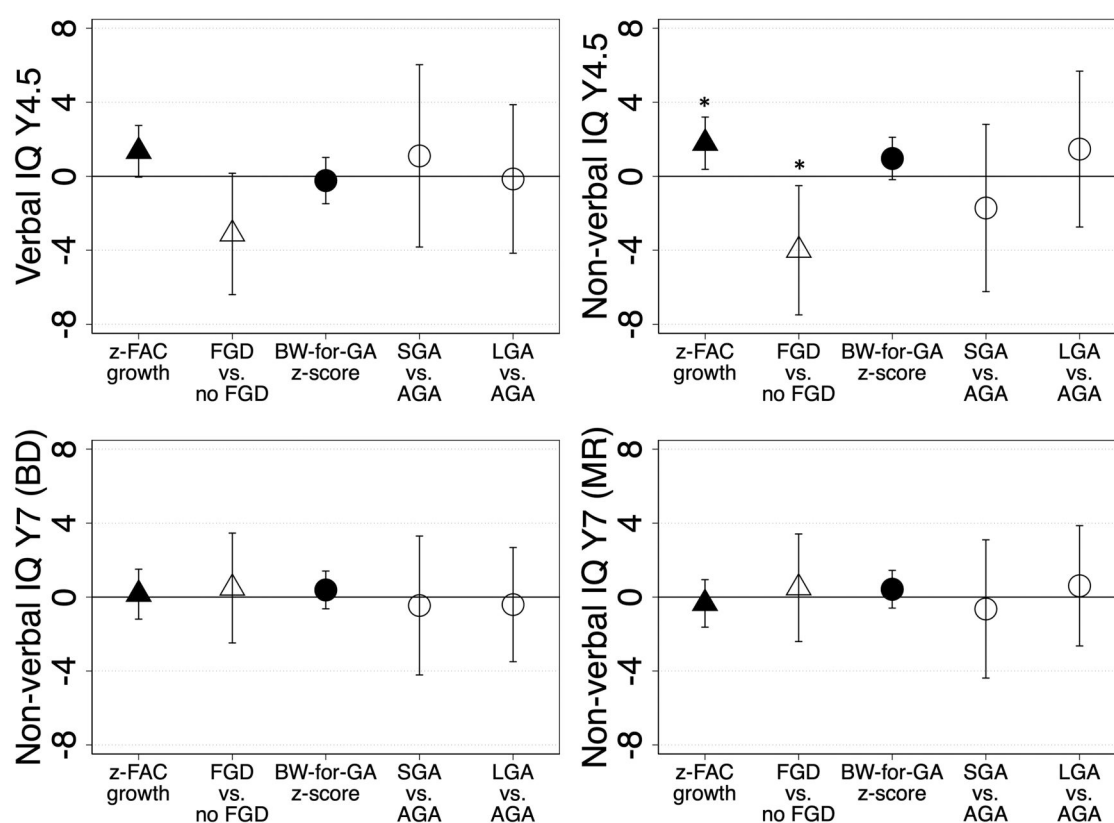 Verbal IQ Y4.5
8
4
0
-4
-8
z-FAC
growth
FGD
vs.
no FGD
BW-for-GA
z-score
SGA
vs.
AGA
LGA
vs.
AGA
Non-verbal IQ Y4.5
8
4
0
-4
-8
*
*
z-FAC
growth
FGD
vs.
no FGD
BW-for-GA
z-score
SGA
vs.
AGA
LGA
vs.
AGA
Non-verbal IQ Y7 (BD)
8
4
0
-4
-8
z-FAC
growth
FGD
vs.
no FGD
BW-for-GA
z-score
SGA
vs.
AGA
LGA
vs.
AGA
Non-verbal IQ Y7 (MR)
8
4
0
-4
-8
z-FAC
growth
FGD
vs.
no FGD
BW-for-GA
z-score
SGA
vs.
AGA
LGA
vs.
AGA